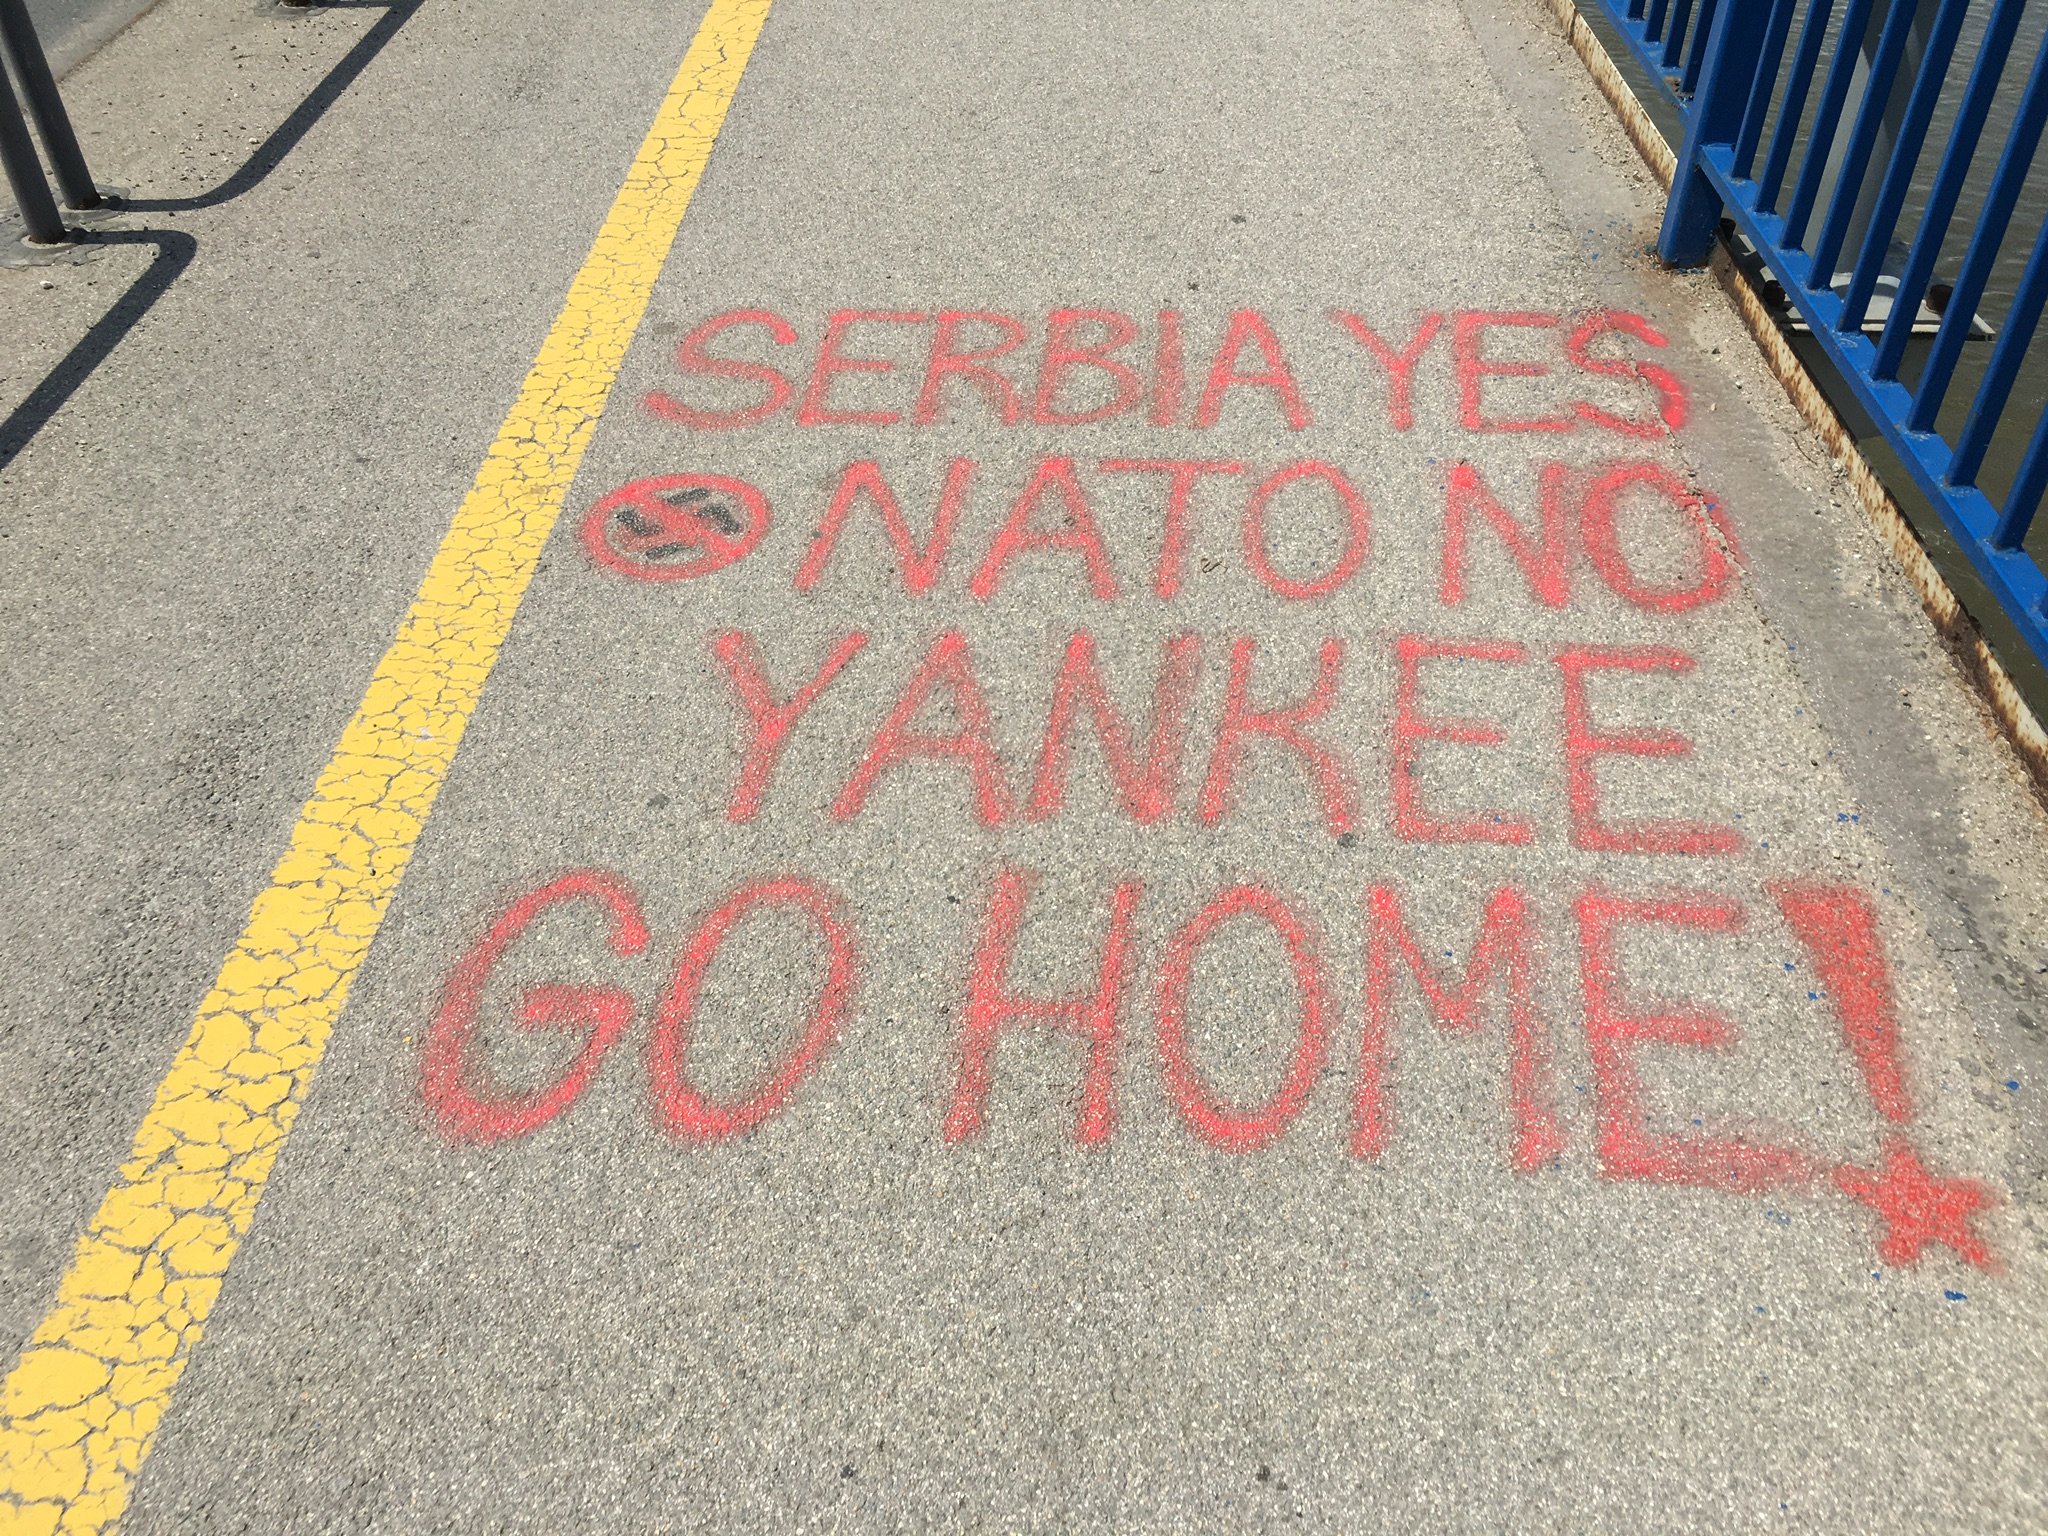 SERBIA YES
NATO NO
YANKEE
GO HOME!